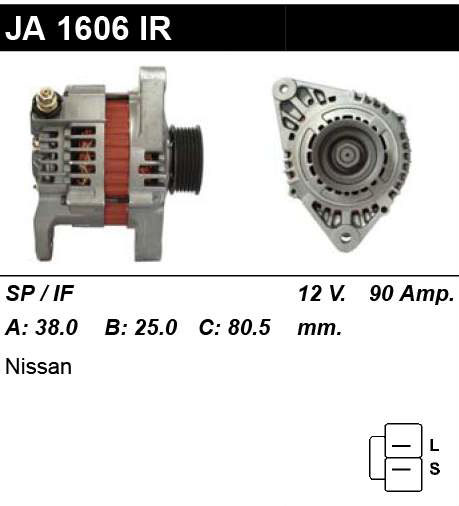 JA 1606 IR
SP / IF 12 V. 90 Amp.
A: 38.0 B: 25.0 C: 80.5 mm.
Nissan
L
S